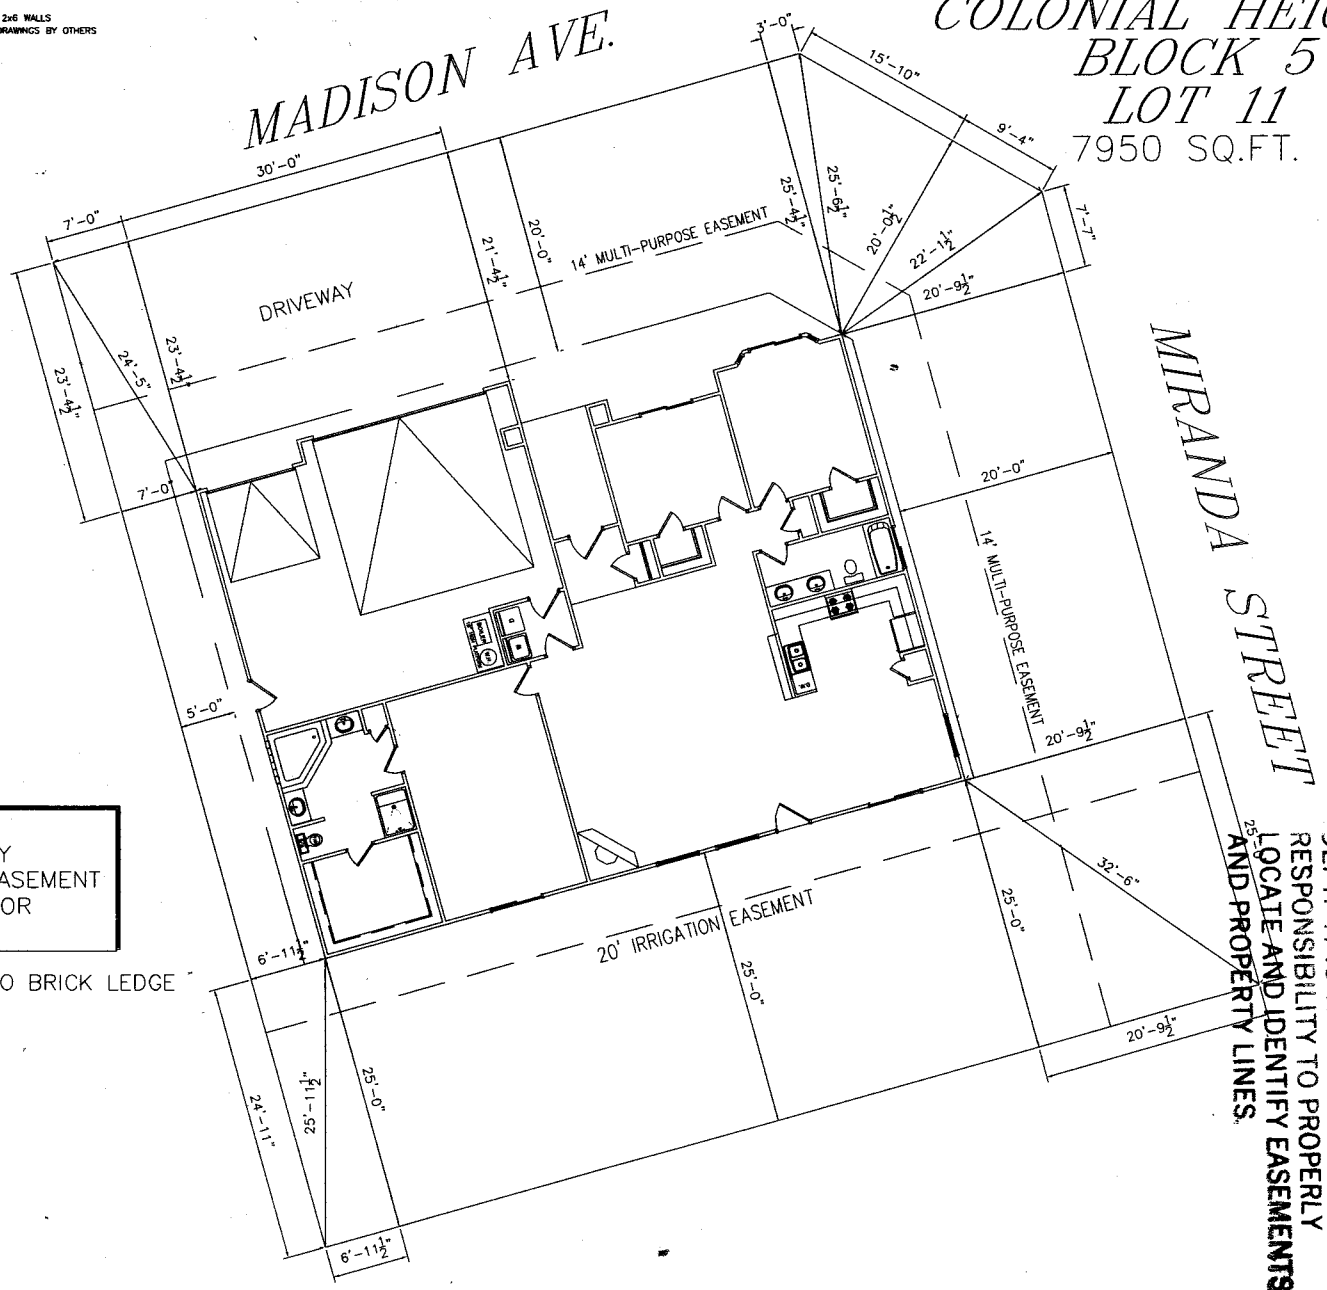 2x6 WALLS
DRAWINGS BY OTHERS
MADISON AVE.
COLONIAL HEIG
BLOCK 5
LOT 11
7950 SQ.FT.
3'-0"
15'-10"
9'-4"
7'-7"
30'-0"
7'-0"
DRIVEWAY
21'-4½"
20'-0"
14' MULTI-PURPOSE EASEMENT
25'-4½"
25'-6½"
20'-0½"
22'-1½"
20'-9½"
23'-4½"
24'-5"
23'-4½"
7'-0"
20'-0"
14' MULTI-PURPOSE EASEMENT
MIRANDA STREET
BOILER
D.W.
5'-0"
20'-9½"
Y
ASEMENT
OR
O BRICK LEDGE
6'-11½"
20' IRRIGATION EASEMENT
25'-0"
25'-0"
32'-6"
20'-9½"
24'-11"
25'-11½"
25'-0"
6'-11½"
RESPONSIBILITY TO PROPERLY
LOCATE AND IDENTIFY EASEMENTS
AND PROPERTY LINES.